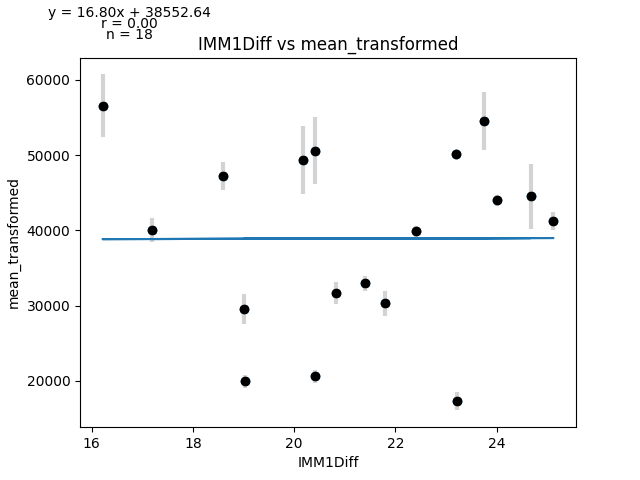 y = 16.80x + 38552.64
r = 0.00
n = 18
IMM1Diff vs mean_transformed
60000
50000
40000
30000
20000
mean_transformed
16
18
20
22
24
IMM1Diff